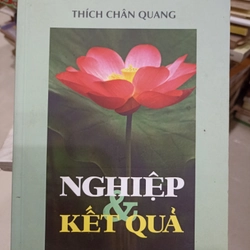 THÍCH CHÂN QUANG
NGHIỆP
&
KẾT QUẢ